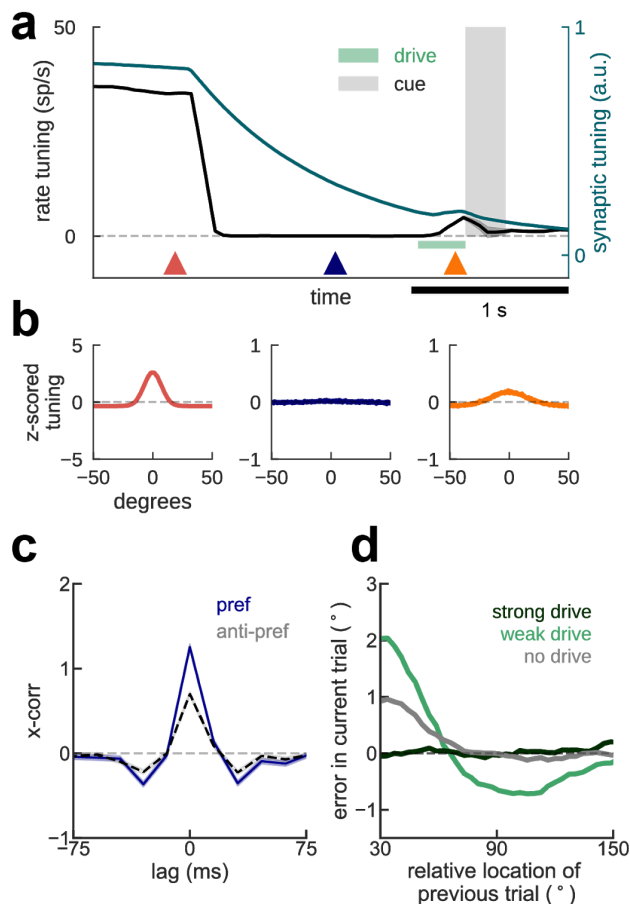 a
50
0
rate tuning (sp/s)
drive
cue
1
0
synaptic tuning (a.u.)
time
1 s
b
5
0
−5
z-scored
tuning
−50
0
50
degrees
1
0
−1
−50
0
50
1
0
−1
−50
0
50
c
2
1
0
−1
x-corr
pref
anti-pref
−75
0
75
lag (ms)
d
3
2
1
0
−1
error in current trial (°)
strong drive
weak drive
no drive
30
90
150
relative location of
previous trial (°)